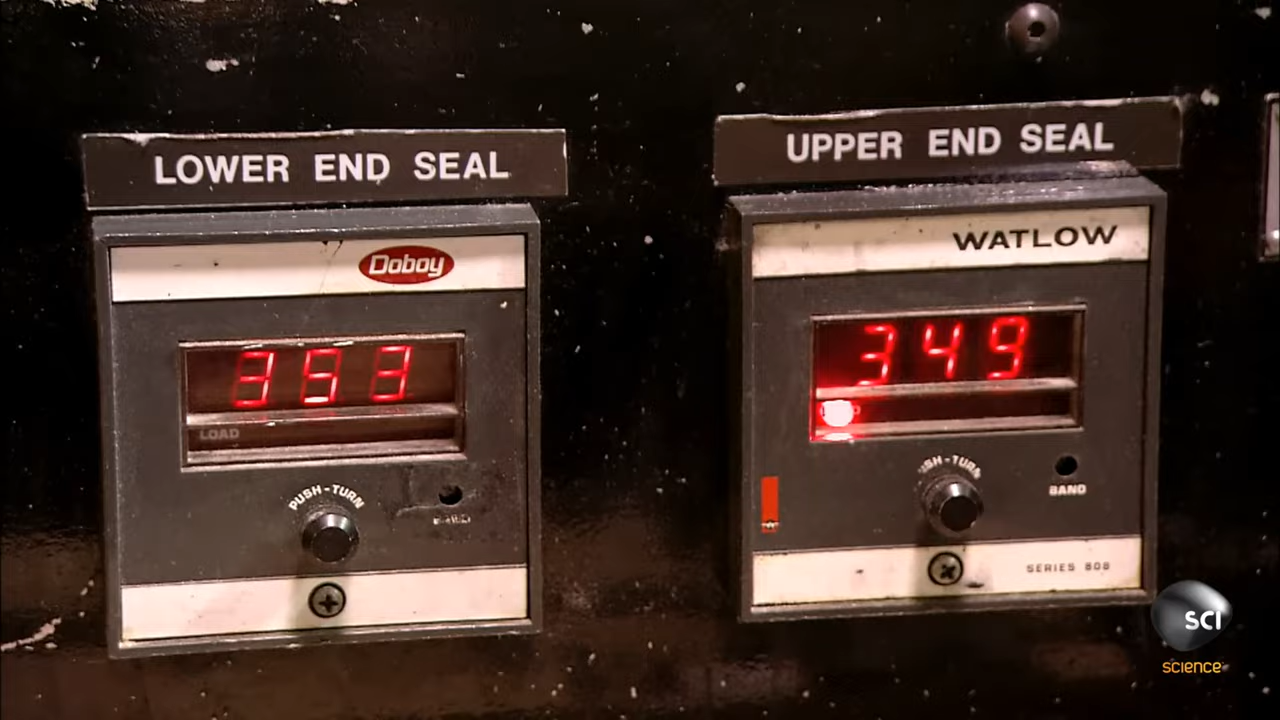 LOWER END SEAL
Doboy
LOAD
PUSH-TURN
UPPER END SEAL
WATLOW
349
PUSH-TURN
BAND
SERIES 808
SCI
science